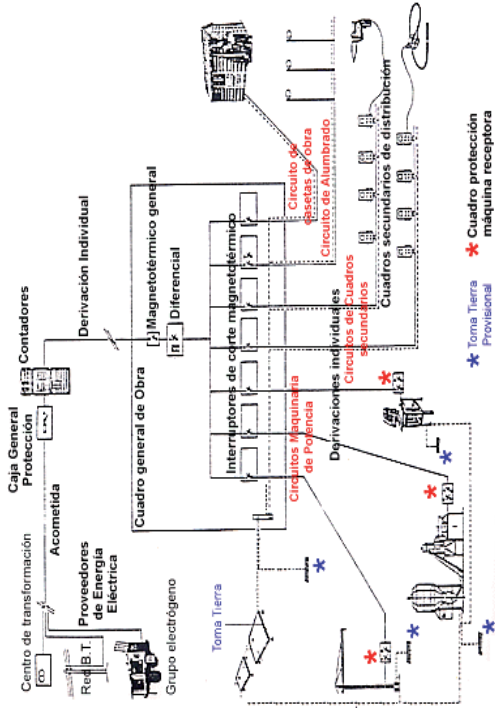 Centro de transformación
Red B.T.
Proveedores
de Energía
Eléctrica
Grupo electrógeno
Acometida
Caja General
Protección
Contadores
Derivación Individual
Cuadro general de Obra
Magnetotérmico general
Diferencial
Interruptores de corte magnetotérmico
Circuitos Maquinaria
de Potencia
Circuito de
casetas de obra
Circuito de Alumbrado
Derivaciones individuales
Circuitos de Cuadros
secundarios
Cuadros secundarios de distribución
Toma Tierra
Toma Tierra
Provisional
Cuadro protección
máquina receptora